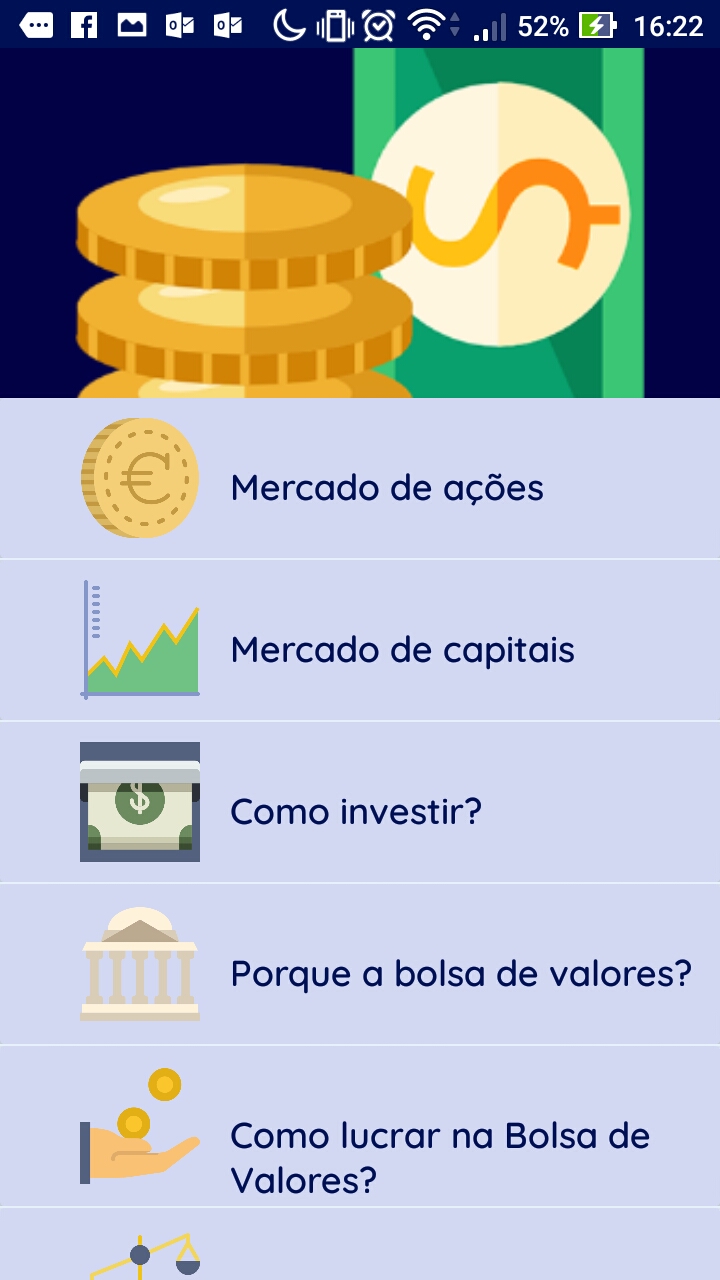 52% 16:22
Mercado de ações
Mercado de capitais
Como investir?
Porque a bolsa de valores?
Como lucrar na Bolsa de
Valores?